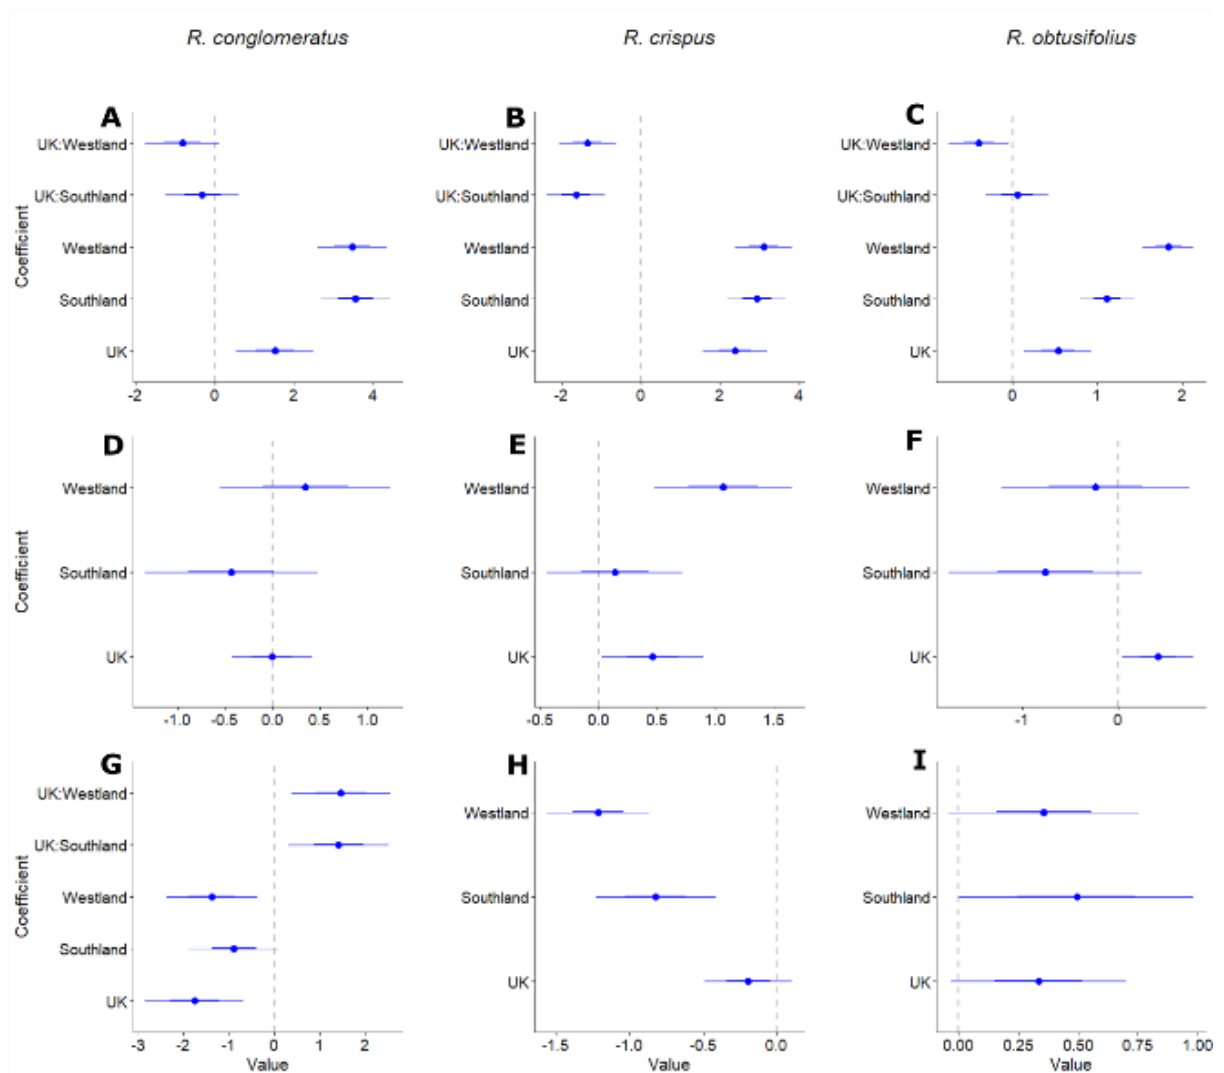 R. conglomeratus R. crispus R. obtusifolius
A B C
UK:Westland UK:Westland UK:Westland
UK:Southland UK:Southland UK:Southland
Coefficient
Westland Westland Westland
Southland Southland Southland
UK UK UK
-2 0 2 4 -2 0 2 4 0 1 2
D E F
Westland Westland Westland
Coefficient
Southland Southland Southland
UK UK UK
-1.0 -0.5 0.0 0.5 1.0 -0.5 0.0 0.5 1.0 1.5 -1 0
G H I
UK:Westland
Westland Westland
UK:Southland
Coefficient
Westland
Southland Southland
Southland
UK UK
UK
-3 -2 -1 0 1 2 -1.5 -1.0 -0.5 0.0 0.00 0.25 0.50 0.75 1.00
Value Value Value